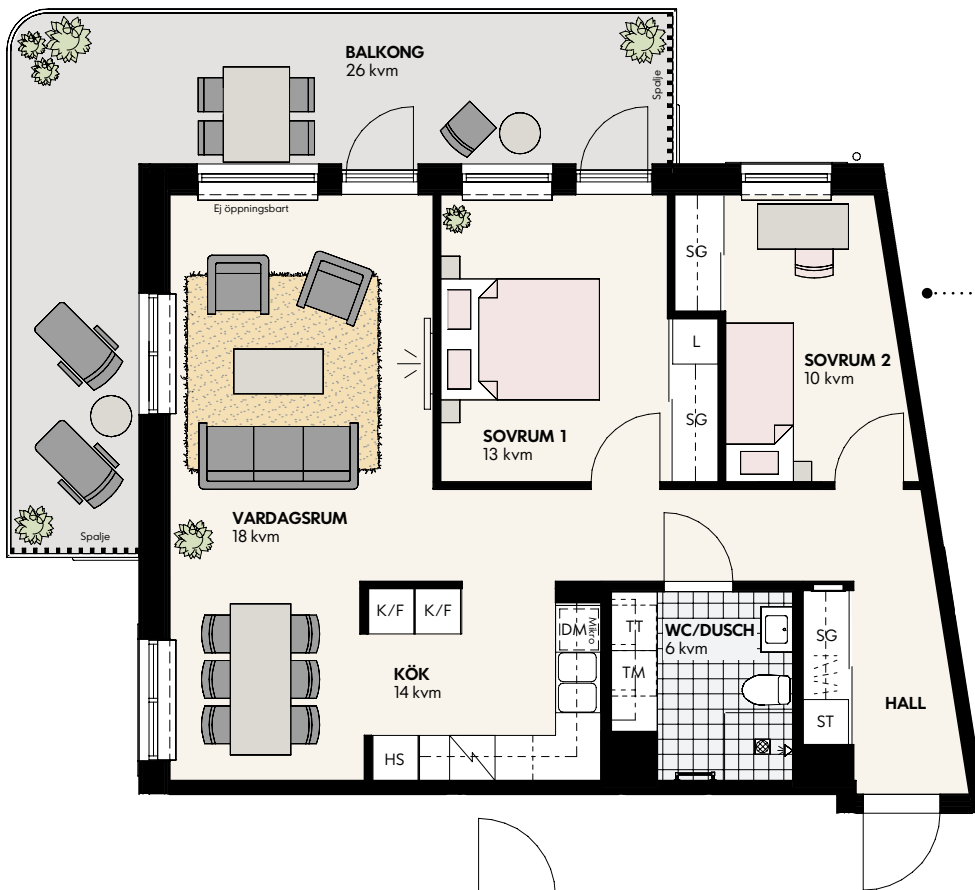 BALKONG
26 kvm
Spalje
Ej öppningsbart
SG
L
SG
SOVRUM 2
10 kvm
SOVRUM 1
13 kvm
VARDAGSRUM
18 kvm
Spalje
K/F
K/F
DM
Mikro
TT
WC/DUSCH
6 kvm
SG
TM
KÖK
14 kvm
HALL
ST
HS